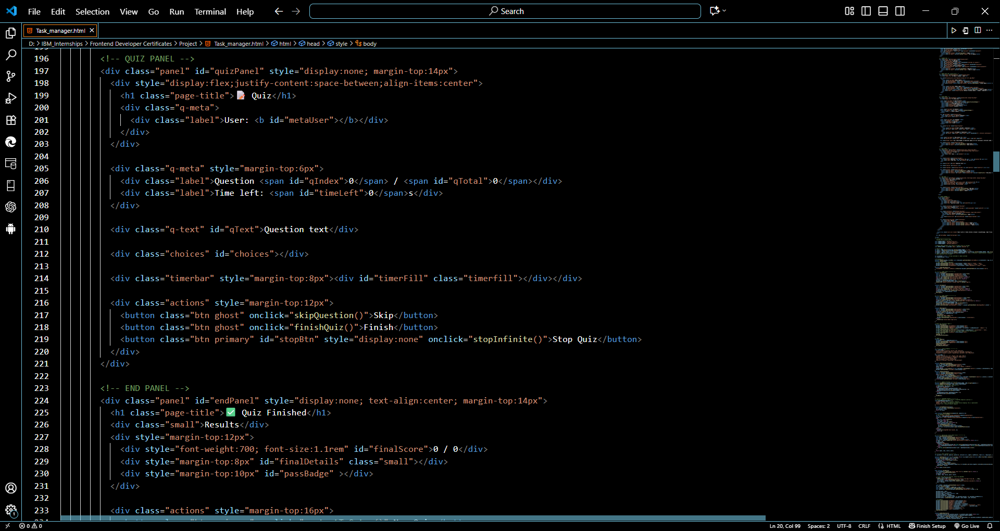 File Edit Selection View Go Run Terminal Help
Search
Task_manager.html
D: > IBM_Internships > Frontend Developer Certificates > Project > Task_manager.html > html > head > style > body
196 <!-- QUIZ PANEL -->
197 <div class="panel" id="quizPanel" style="display:none; margin-top:14px">
198 <div style="display:flex;justify-content:space-between;align-items:center">
199 <h1 class="page-title">📝 Quiz</h1>
200 <div class="q-meta">
201 <div class="label">User: <b id="metaUser"></b></div>
202 </div>
203 </div>
204
205 <div class="q-meta" style="margin-top:6px">
206 <div class="label">Question <span id="qIndex">0</span> / <span id="qTotal">0</span></div>
207 <div class="label">Time left: <span id="timeLeft">0</span>s</div>
208 </div>
209
210 <div class="q-text" id="qText">Question text</div>
211
212 <div class="choices" id="choices"></div>
213
214 <div class="timerbar" style="margin-top:8px"><div id="timerFill" class="timerfill"></div></div>
215
216 <div class="actions" style="margin-top:12px">
217 <button class="btn ghost" onclick="skipQuestion()">Skip</button>
218 <button class="btn ghost" onclick="finishQuiz()">Finish</button>
219 <button class="btn primary" id="stopBtn" style="display:none" onclick="stopInfinite()">Stop Quiz</button>
220 </div>
221 </div>
222
223 <!-- END PANEL -->
224 <div class="panel" id="endPanel" style="display:none; text-align:center; margin-top:14px">
225 <h1 class="page-title">✅ Quiz Finished</h1>
226 <div class="small">Results</div>
227 <div style="margin-top:12px">
228 <div style="font-weight:700; font-size:1.1rem" id="finalScore">0 / 0</div>
229 <div style="margin-top:8px" id="finalDetails" class="small"></div>
230 <div style="margin-top:10px" id="passBadge" ></div>
231 </div>
232
233 <div class="actions" style="margin-top:16px">
0 0 Ln 20, Col 99 Spaces: 2 UTF-8 CRLF HTML Finish Setup Go Live